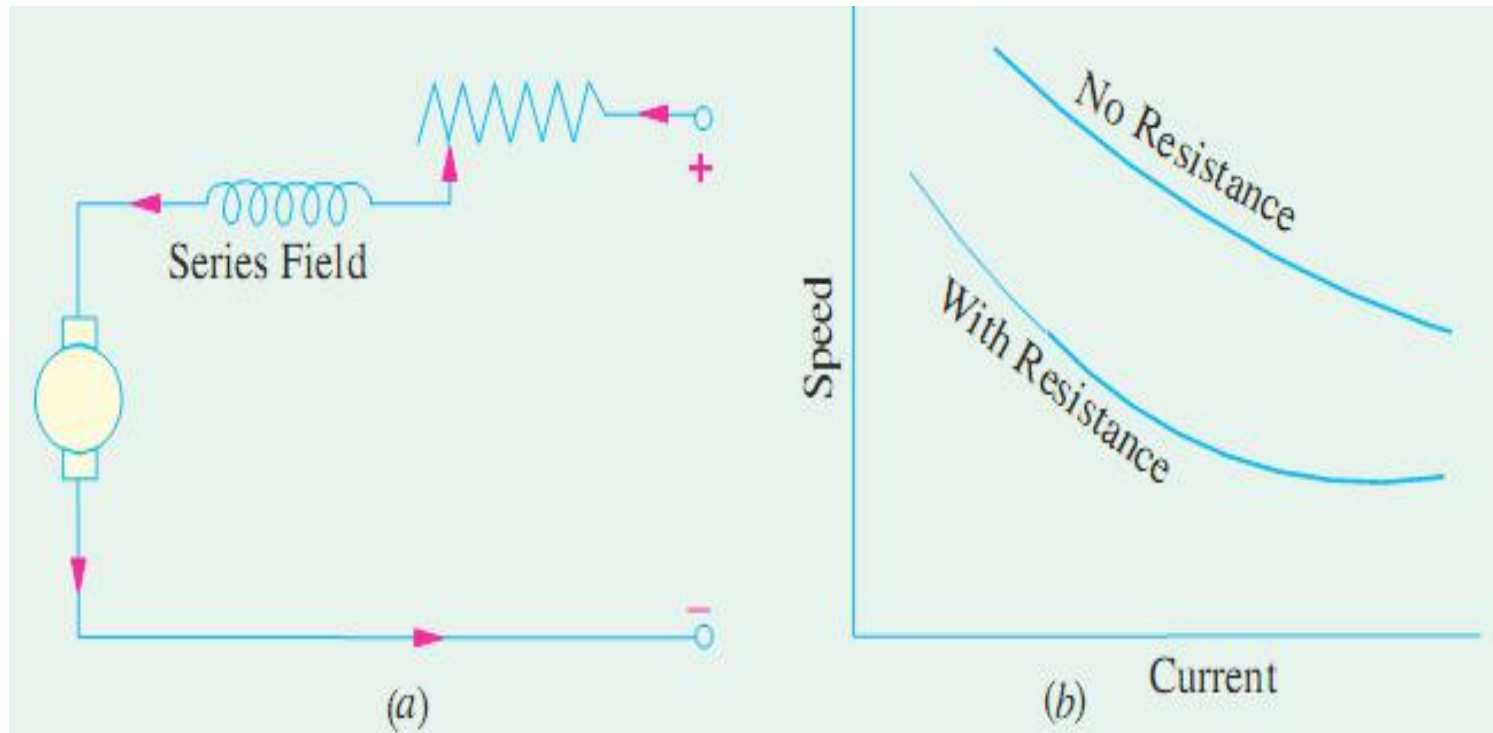 +
Series Field
−
(a)
No Resistance
With Resistance
Speed
Current
(b)